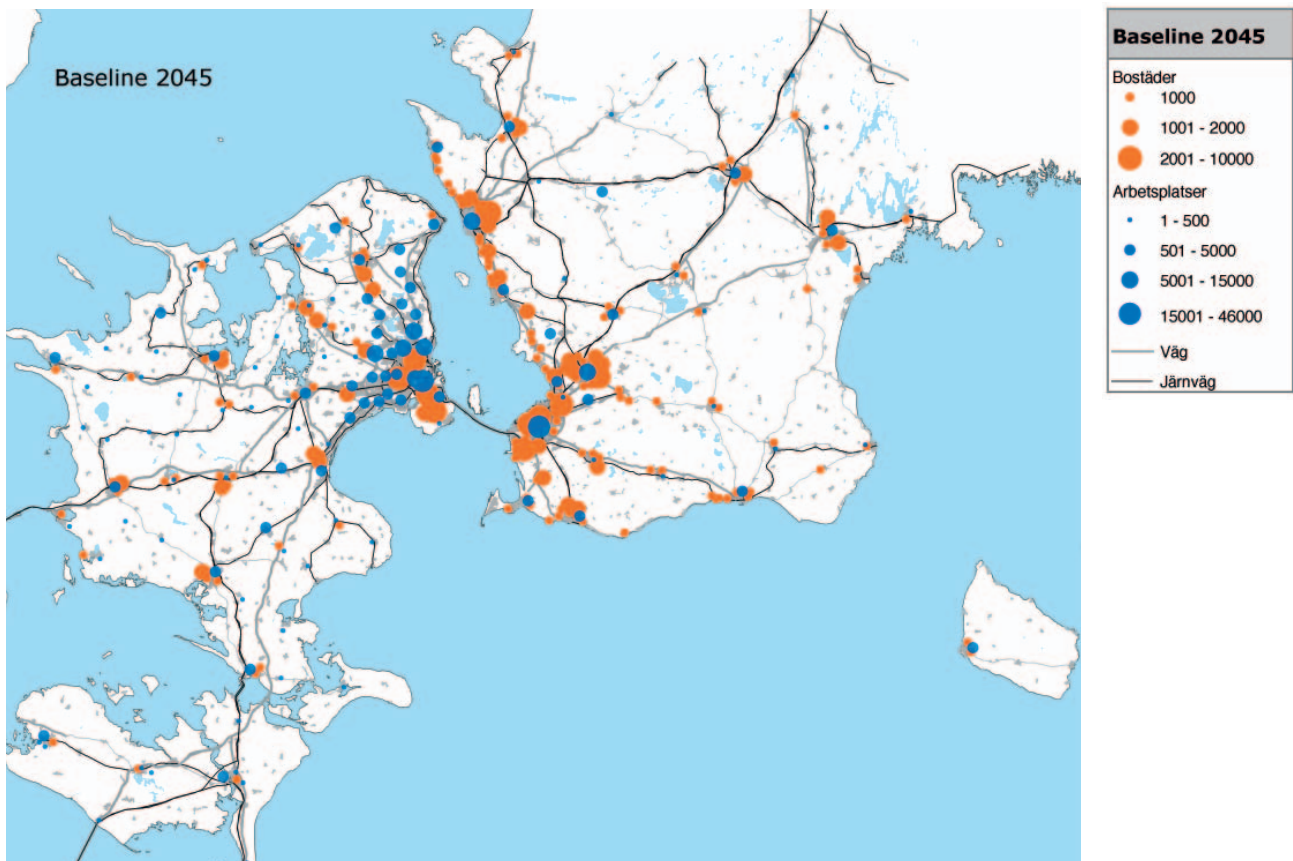 Baseline 2045
Baseline 2045
Bostäder
1000
1001 - 2000
2001 - 10000
Arbetsplatser
1 - 500
501 - 5000
5001 - 15000
15001 - 46000
Väg
Järnväg